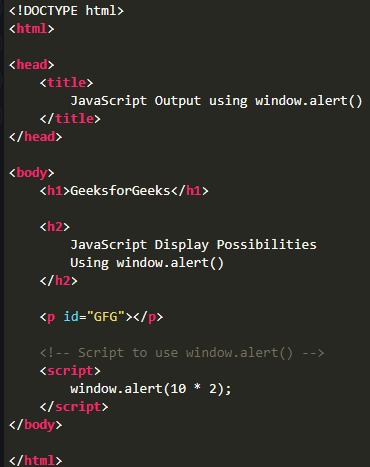 <!DOCTYPE html>
<html>
<head>
<title>
JavaScript Output using window.alert()
</title>
</head>
<body>
<h1>GeeksforGeeks</h1>
<h2>
JavaScript Display Possibilities
Using window.alert()
</h2>
<p id="GFG"></p>
<!-- Script to use window.alert() -->
<script>
window.alert(10 * 2);
</script>
</body>
</html>